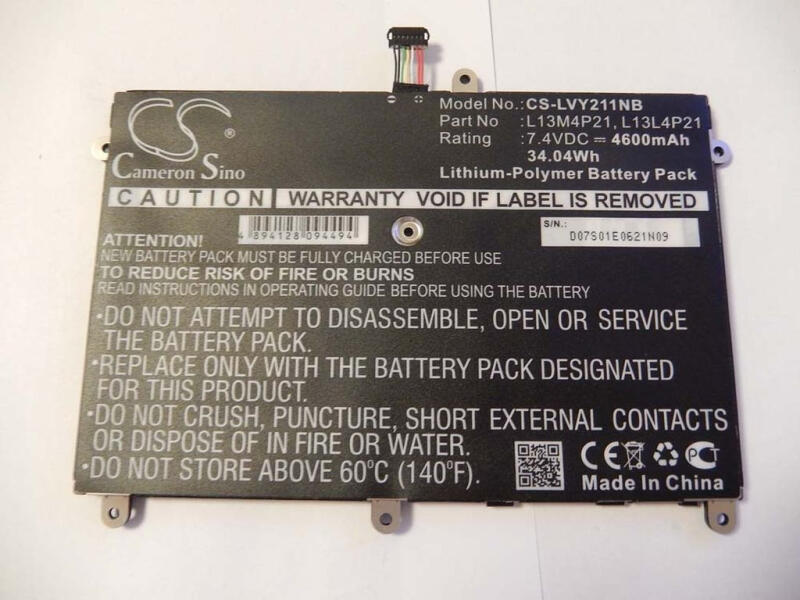 CS
®
Cameron Sino
Model No.: CS-LVY211NB
Part No : L13M4P21, L13L4P21
Rating : 7.4VDC ⎓ 4600mAh
34.04Wh
Lithium-Polymer Battery Pack
CAUTION WARRANTY VOID IF LABEL IS REMOVED
4 894128 094494
S/N.:
D07S01E0621N09
ATTENTION!
NEW BATTERY PACK MUST BE FULLY CHARGED BEFORE USE
TO REDUCE RISK OF FIRE OR BURNS
READ INSTRUCTIONS IN OPERATING GUIDE BEFORE USING THE BATTERY
•DO NOT ATTEMPT TO DISASSEMBLE, OPEN OR SERVICE
THE BATTERY PACK.
•REPLACE ONLY WITH THE BATTERY PACK DESIGNATED
FOR THIS PRODUCT.
•DO NOT CRUSH, PUNCTURE, SHORT EXTERNAL CONTACTS
OR DISPOSE OF IN FIRE OR WATER.
•DO NOT STORE ABOVE 60°C (140°F).
CE
PCT
Made In China